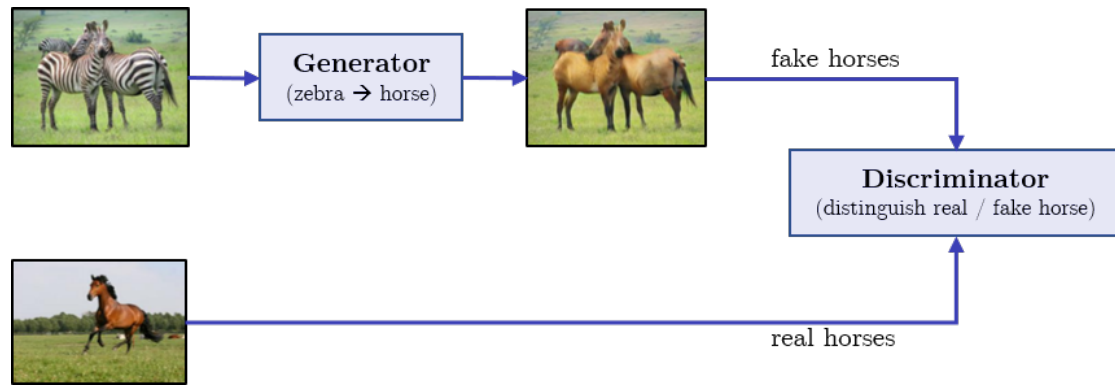 Generator
(zebra → horse)
fake horses
Discriminator
(distinguish real / fake horse)
real horses